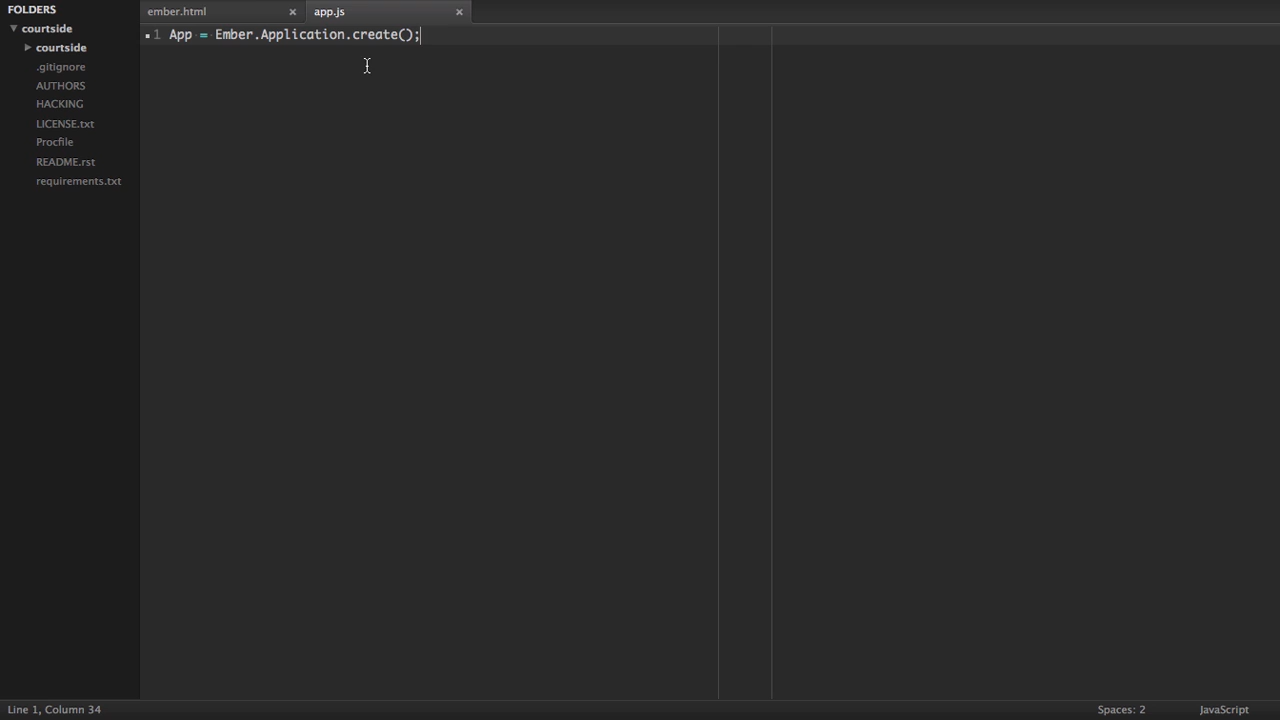 FOLDERS
courtside
courtside
.gitignore
AUTHORS
HACKING
LICENSE.txt
Procfile
README.rst
requirements.txt
ember.html
app.js
1 App = Ember.Application.create();
Line 1, Column 34
Spaces: 2
JavaScript